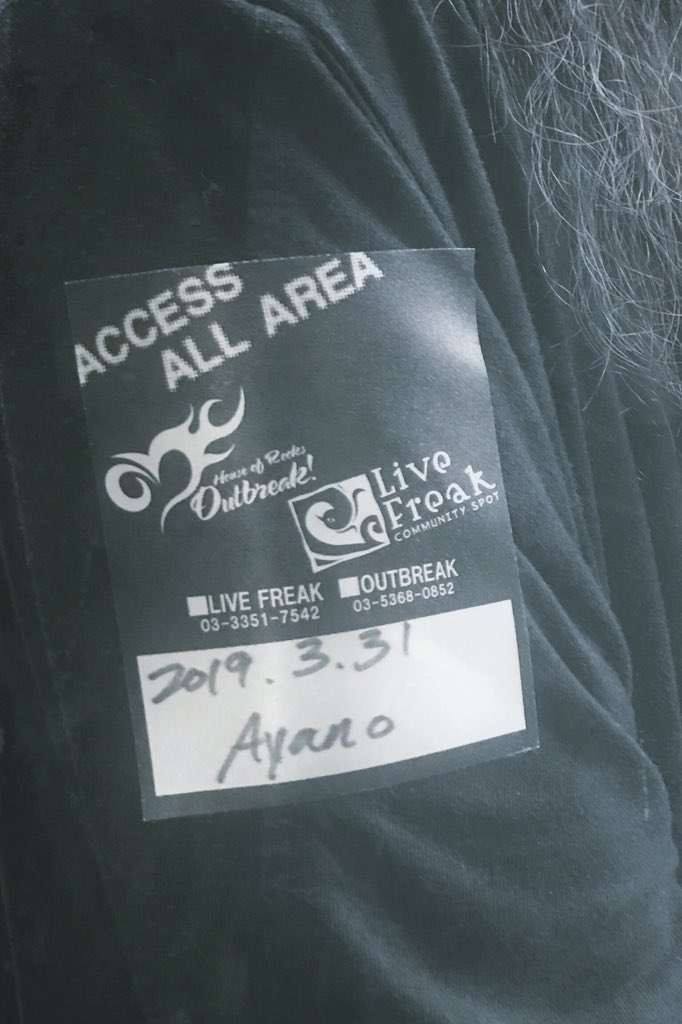 ACCESS
ALL AREA
House of Rocks
Outbreak!
Live
Freak
COMMUNITY SPOT
■LIVE FREAK
03-3351-7542
■OUTBREAK
03-5368-0852
2019.3.31
Ayano